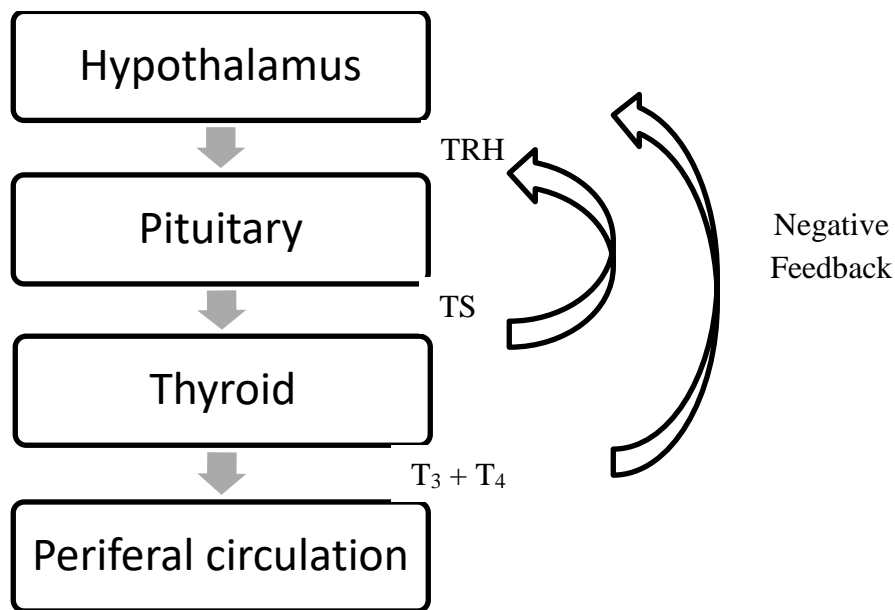 Hypothalamus
TRH
Pituitary
Negative
Feedback
TS
Thyroid
T₃ + T₄
Periferal circulation